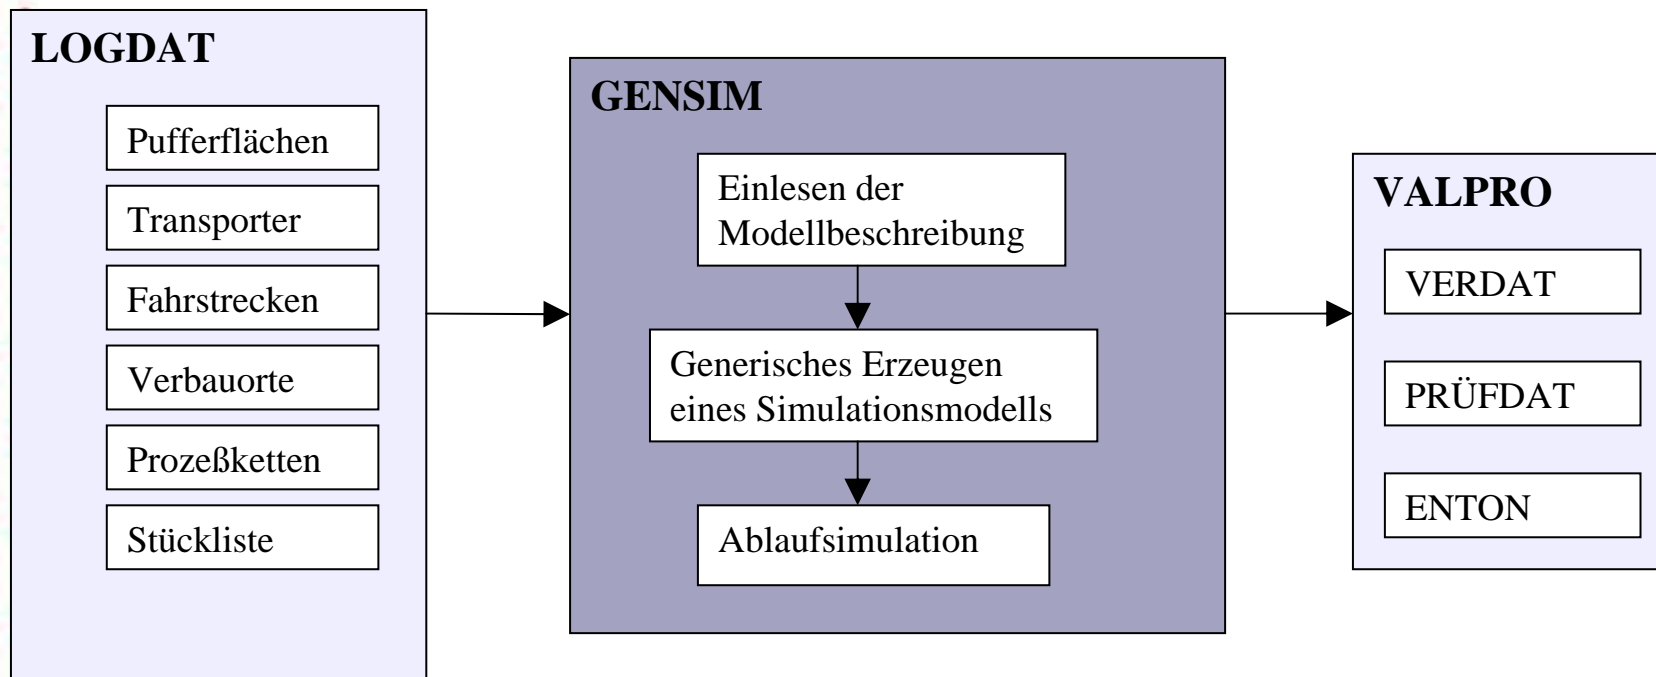 LOGDAT
Pufferflächen
Transporter
Fahrstrecken
Verbauorte
Prozeßketten
Stückliste
GENSIM
Einlesen der
Modellbeschreibung
Generisches Erzeugen
eines Simulationsmodells
Ablaufsimulation
VALPRO
VERDAT
PRÜFDAT
ENTON